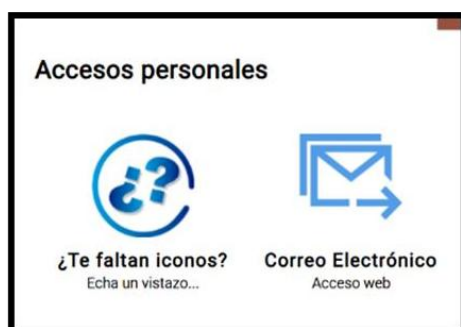 Accesos personales
¿?
¿Te faltan iconos?
Echa un vistazo...
Correo Electrónico
Acceso web